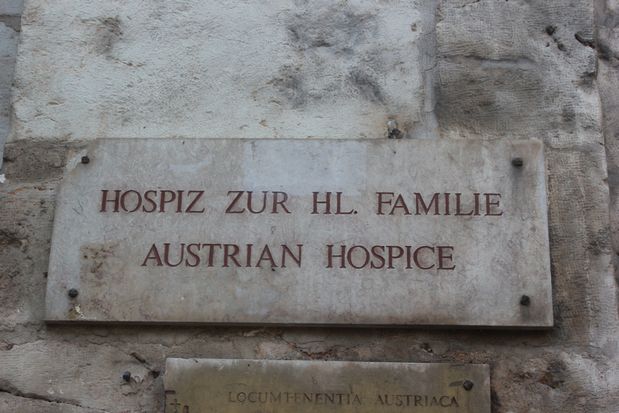 HOSPIZ ZUR HL. FAMILIE
AUSTRIAN HOSPICE
LOCUMTENENTIA AUSTRIACA